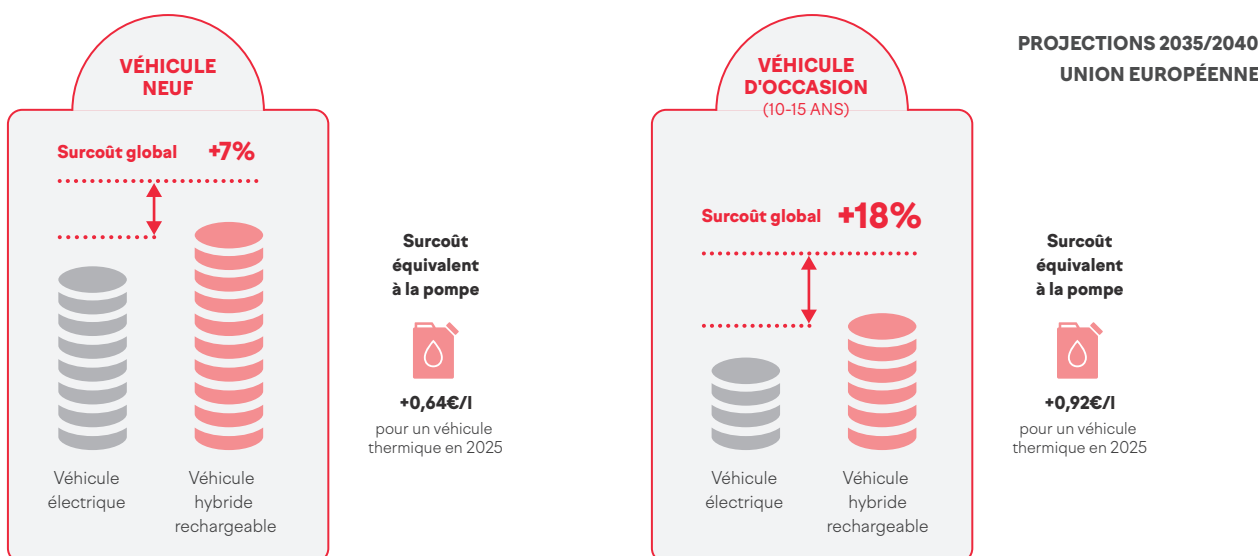 PROJECTIONS 2035/2040
UNION EUROPÉENNE
VÉHICULE
NEUF
Surcoût global +7%
Véhicule
électrique
Véhicule
hybride
rechargeable
Surcoût
équivalent
à la pompe
+0,64€/l
pour un véhicule
thermique en 2025
VÉHICULE
D'OCCASION
(10-15 ANS)
Surcoût global +18%
Véhicule
électrique
Véhicule
hybride
rechargeable
Surcoût
équivalent
à la pompe
+0,92€/l
pour un véhicule
thermique en 2025